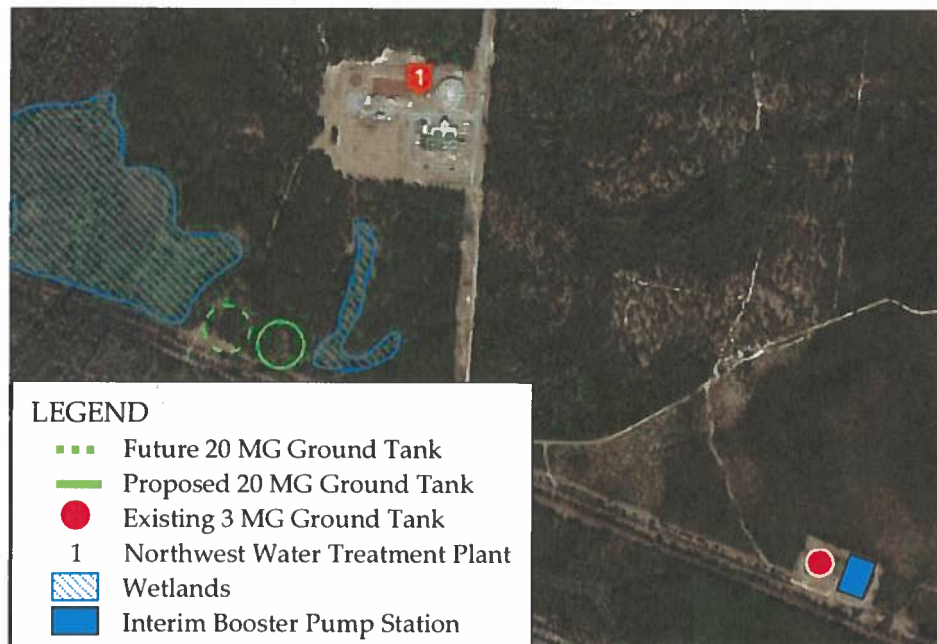 1
LEGEND
Future 20 MG Ground Tank
Proposed 20 MG Ground Tank
Existing 3 MG Ground Tank
1 Northwest Water Treatment Plant
Wetlands
Interim Booster Pump Station